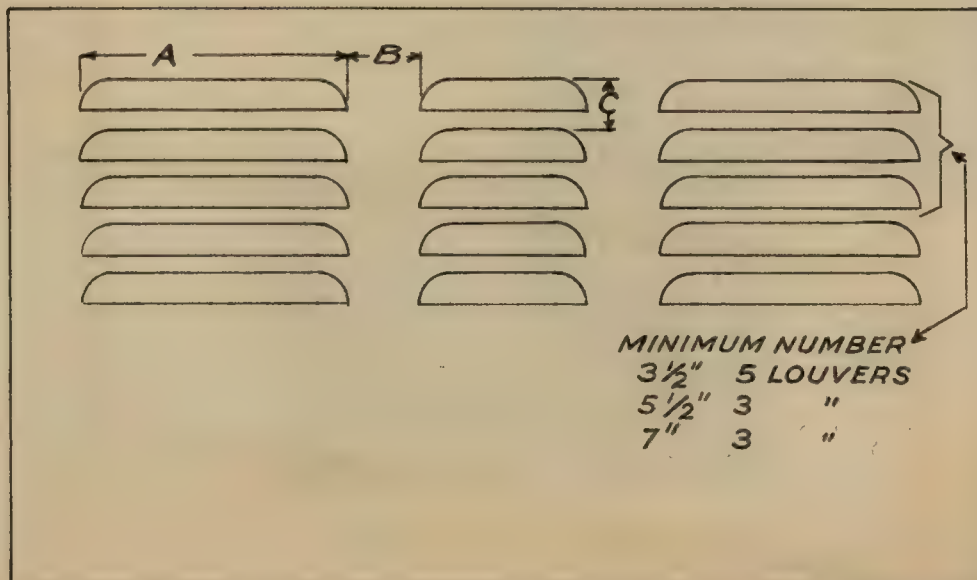 A B
C
MINIMUM NUMBER
3½" 5 LOUVERS
5½" 3 "
7" 3 "